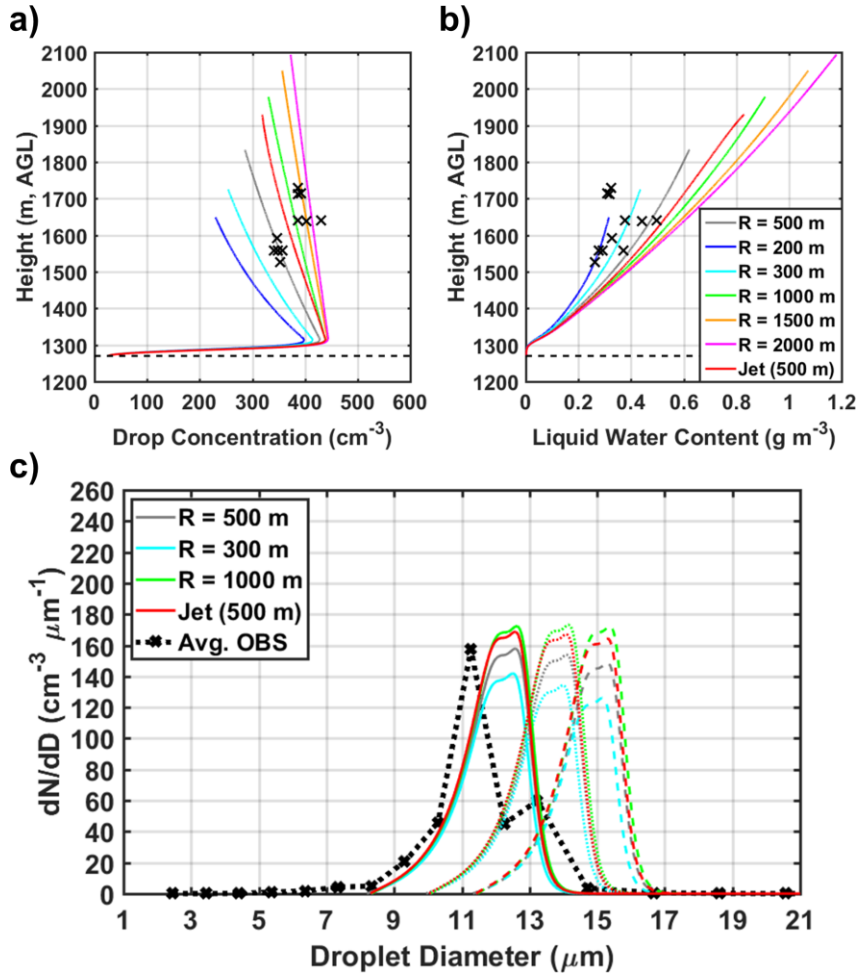 a)
b)
2100
2000
1900
1800
1700
1600
1500
1400
1300
1200
Height (m, AGL)
0 100 200 300 400 500 600
Drop Concentration (cm⁻³)
2100
2000
1900
1800
1700
1600
1500
1400
1300
1200
Height (m, AGL)
R = 500 m
R = 200 m
R = 300 m
R = 1000 m
R = 1500 m
R = 2000 m
Jet (500 m)
0 0.2 0.4 0.6 0.8 1 1.2
Liquid Water Content (g m⁻³)
c)
260
240
220
200
180
160
140
120
100
80
60
40
20
0
dN/dD (cm⁻³ μm⁻¹)
R = 500 m
R = 300 m
R = 1000 m
Jet (500 m)
Avg. OBS
1 3 5 7 9 11 13 15 17 19 21
Droplet Diameter (μm)